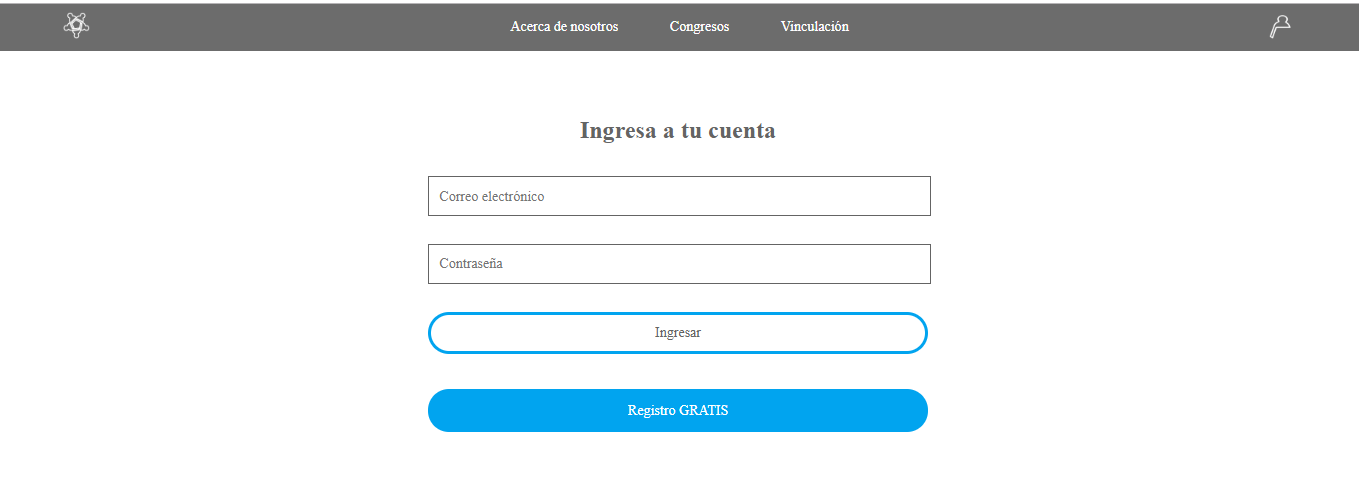 Acerca de nosotros Congresos Vinculación
Ingresa a tu cuenta
Correo electrónico
Contraseña
Ingresar
Registro GRATIS